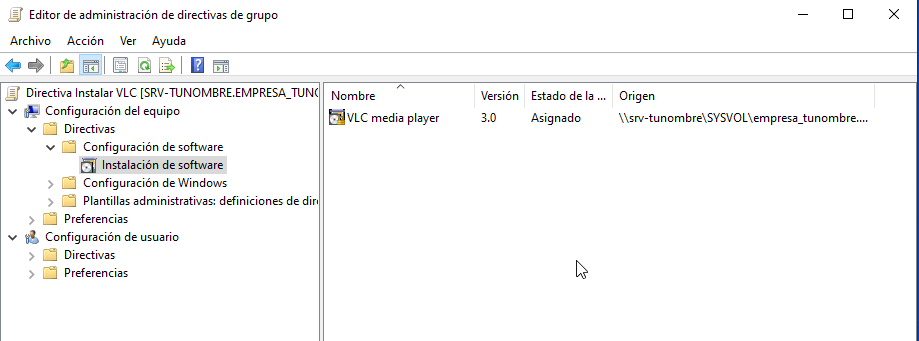 Editor de administración de directivas de grupo
Archivo Acción Ver Ayuda
Directiva Instalar VLC [SRV-TUNOMBRE.EMPRESA_TUNO
Configuración del equipo
Directivas
Configuración de software
Instalación de software
Configuración de Windows
Plantillas administrativas: definiciones de dir
Preferencias
Configuración de usuario
Directivas
Preferencias
Nombre Versión Estado de la ... Origen
VLC media player 3.0 Asignado \\srv-tunombre\SYSVOL\empresa_tunombre....